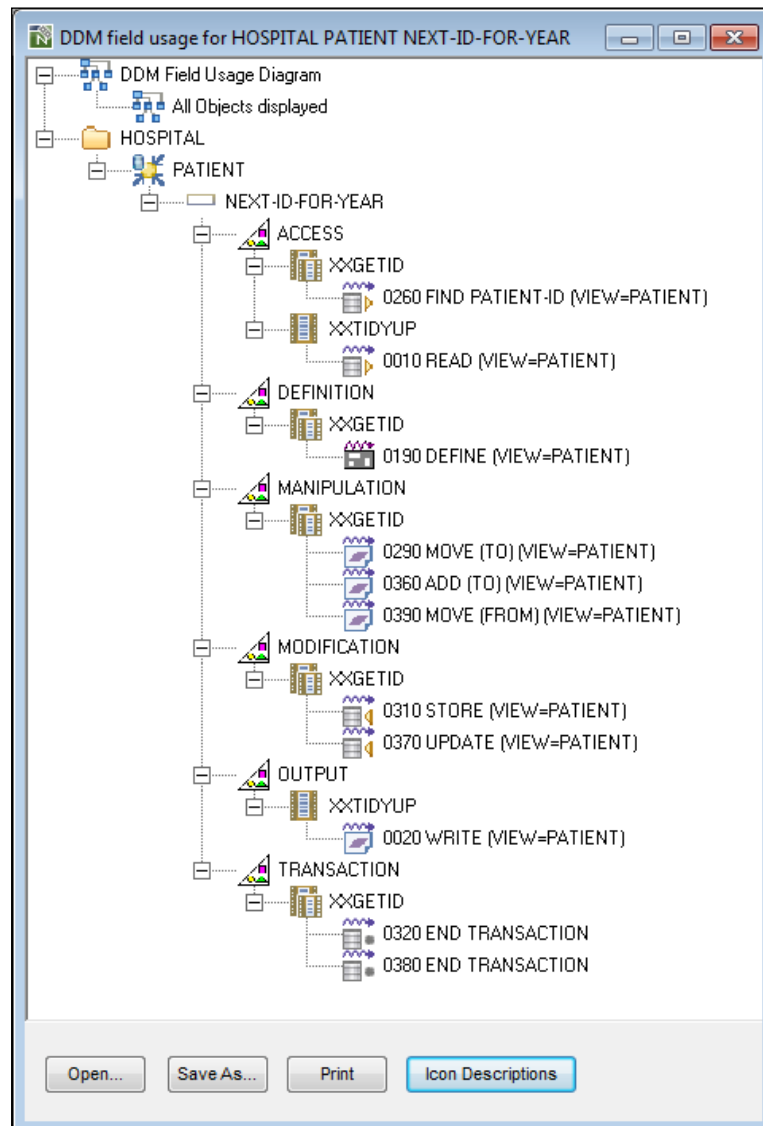 DDM field usage for HOSPITAL PATIENT NEXT-ID-FOR-YEAR
DDM Field Usage Diagram
All Objects displayed
HOSPITAL
PATIENT
NEXT-ID-FOR-YEAR
ACCESS
XXGETID
0260 FIND PATIENT-ID (VIEW=PATIENT)
XXTIDYUP
0010 READ (VIEW=PATIENT)
DEFINITION
XXGETID
0190 DEFINE (VIEW=PATIENT)
MANIPULATION
XXGETID
0290 MOVE (TO) (VIEW=PATIENT)
0360 ADD (TO) (VIEW=PATIENT)
0390 MOVE (FROM) (VIEW=PATIENT)
MODIFICATION
XXGETID
0310 STORE (VIEW=PATIENT)
0370 UPDATE (VIEW=PATIENT)
OUTPUT
XXTIDYUP
0020 WRITE (VIEW=PATIENT)
TRANSACTION
XXGETID
0320 END TRANSACTION
0380 END TRANSACTION
Open... Save As... Print Icon Descriptions